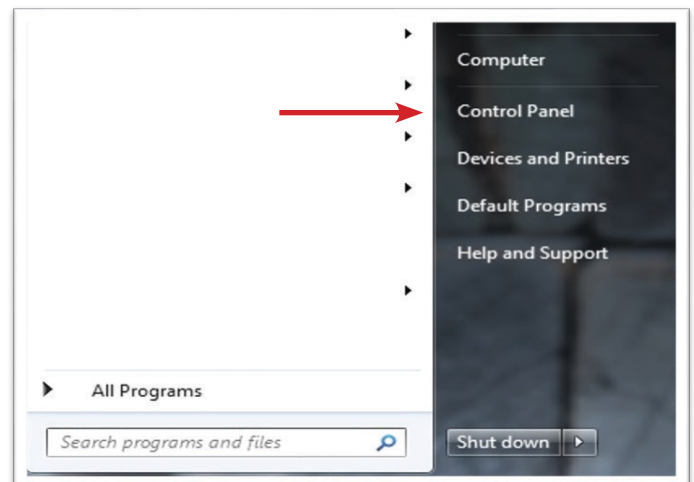 Computer
Control Panel
Devices and Printers
Default Programs
Help and Support
All Programs
Search programs and files
Shut down